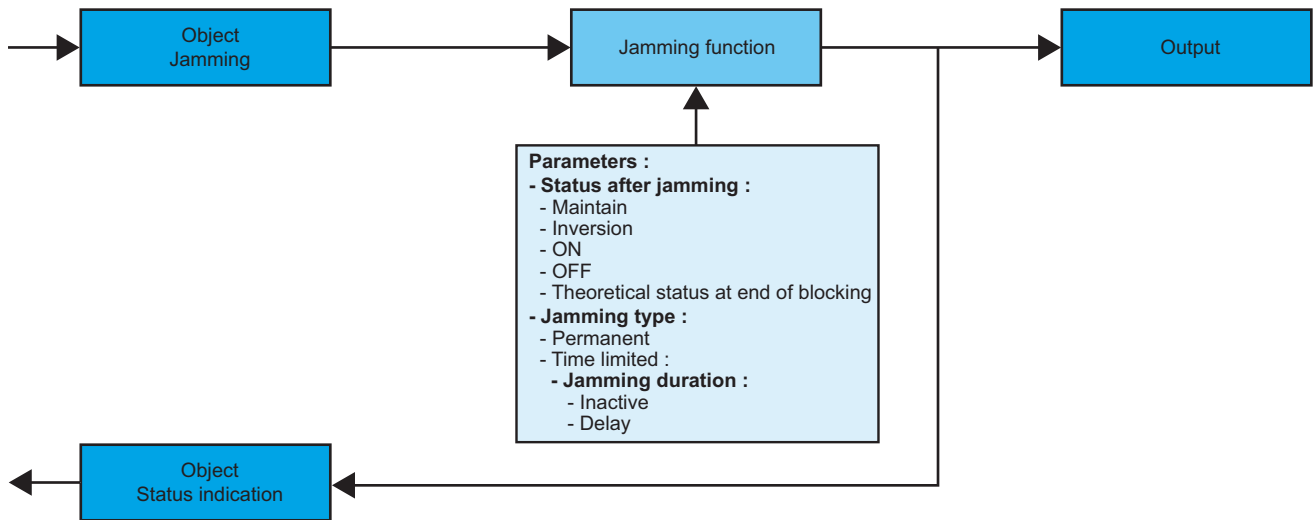 Object
Jamming
Jamming function
Output
Parameters :
- Status after jamming :
- Maintain
- Inversion
- ON
- OFF
- Theoretical status at end of blocking
- Jamming type :
- Permanent
- Time limited :
- Jamming duration :
- Inactive
- Delay
Object
Status indication